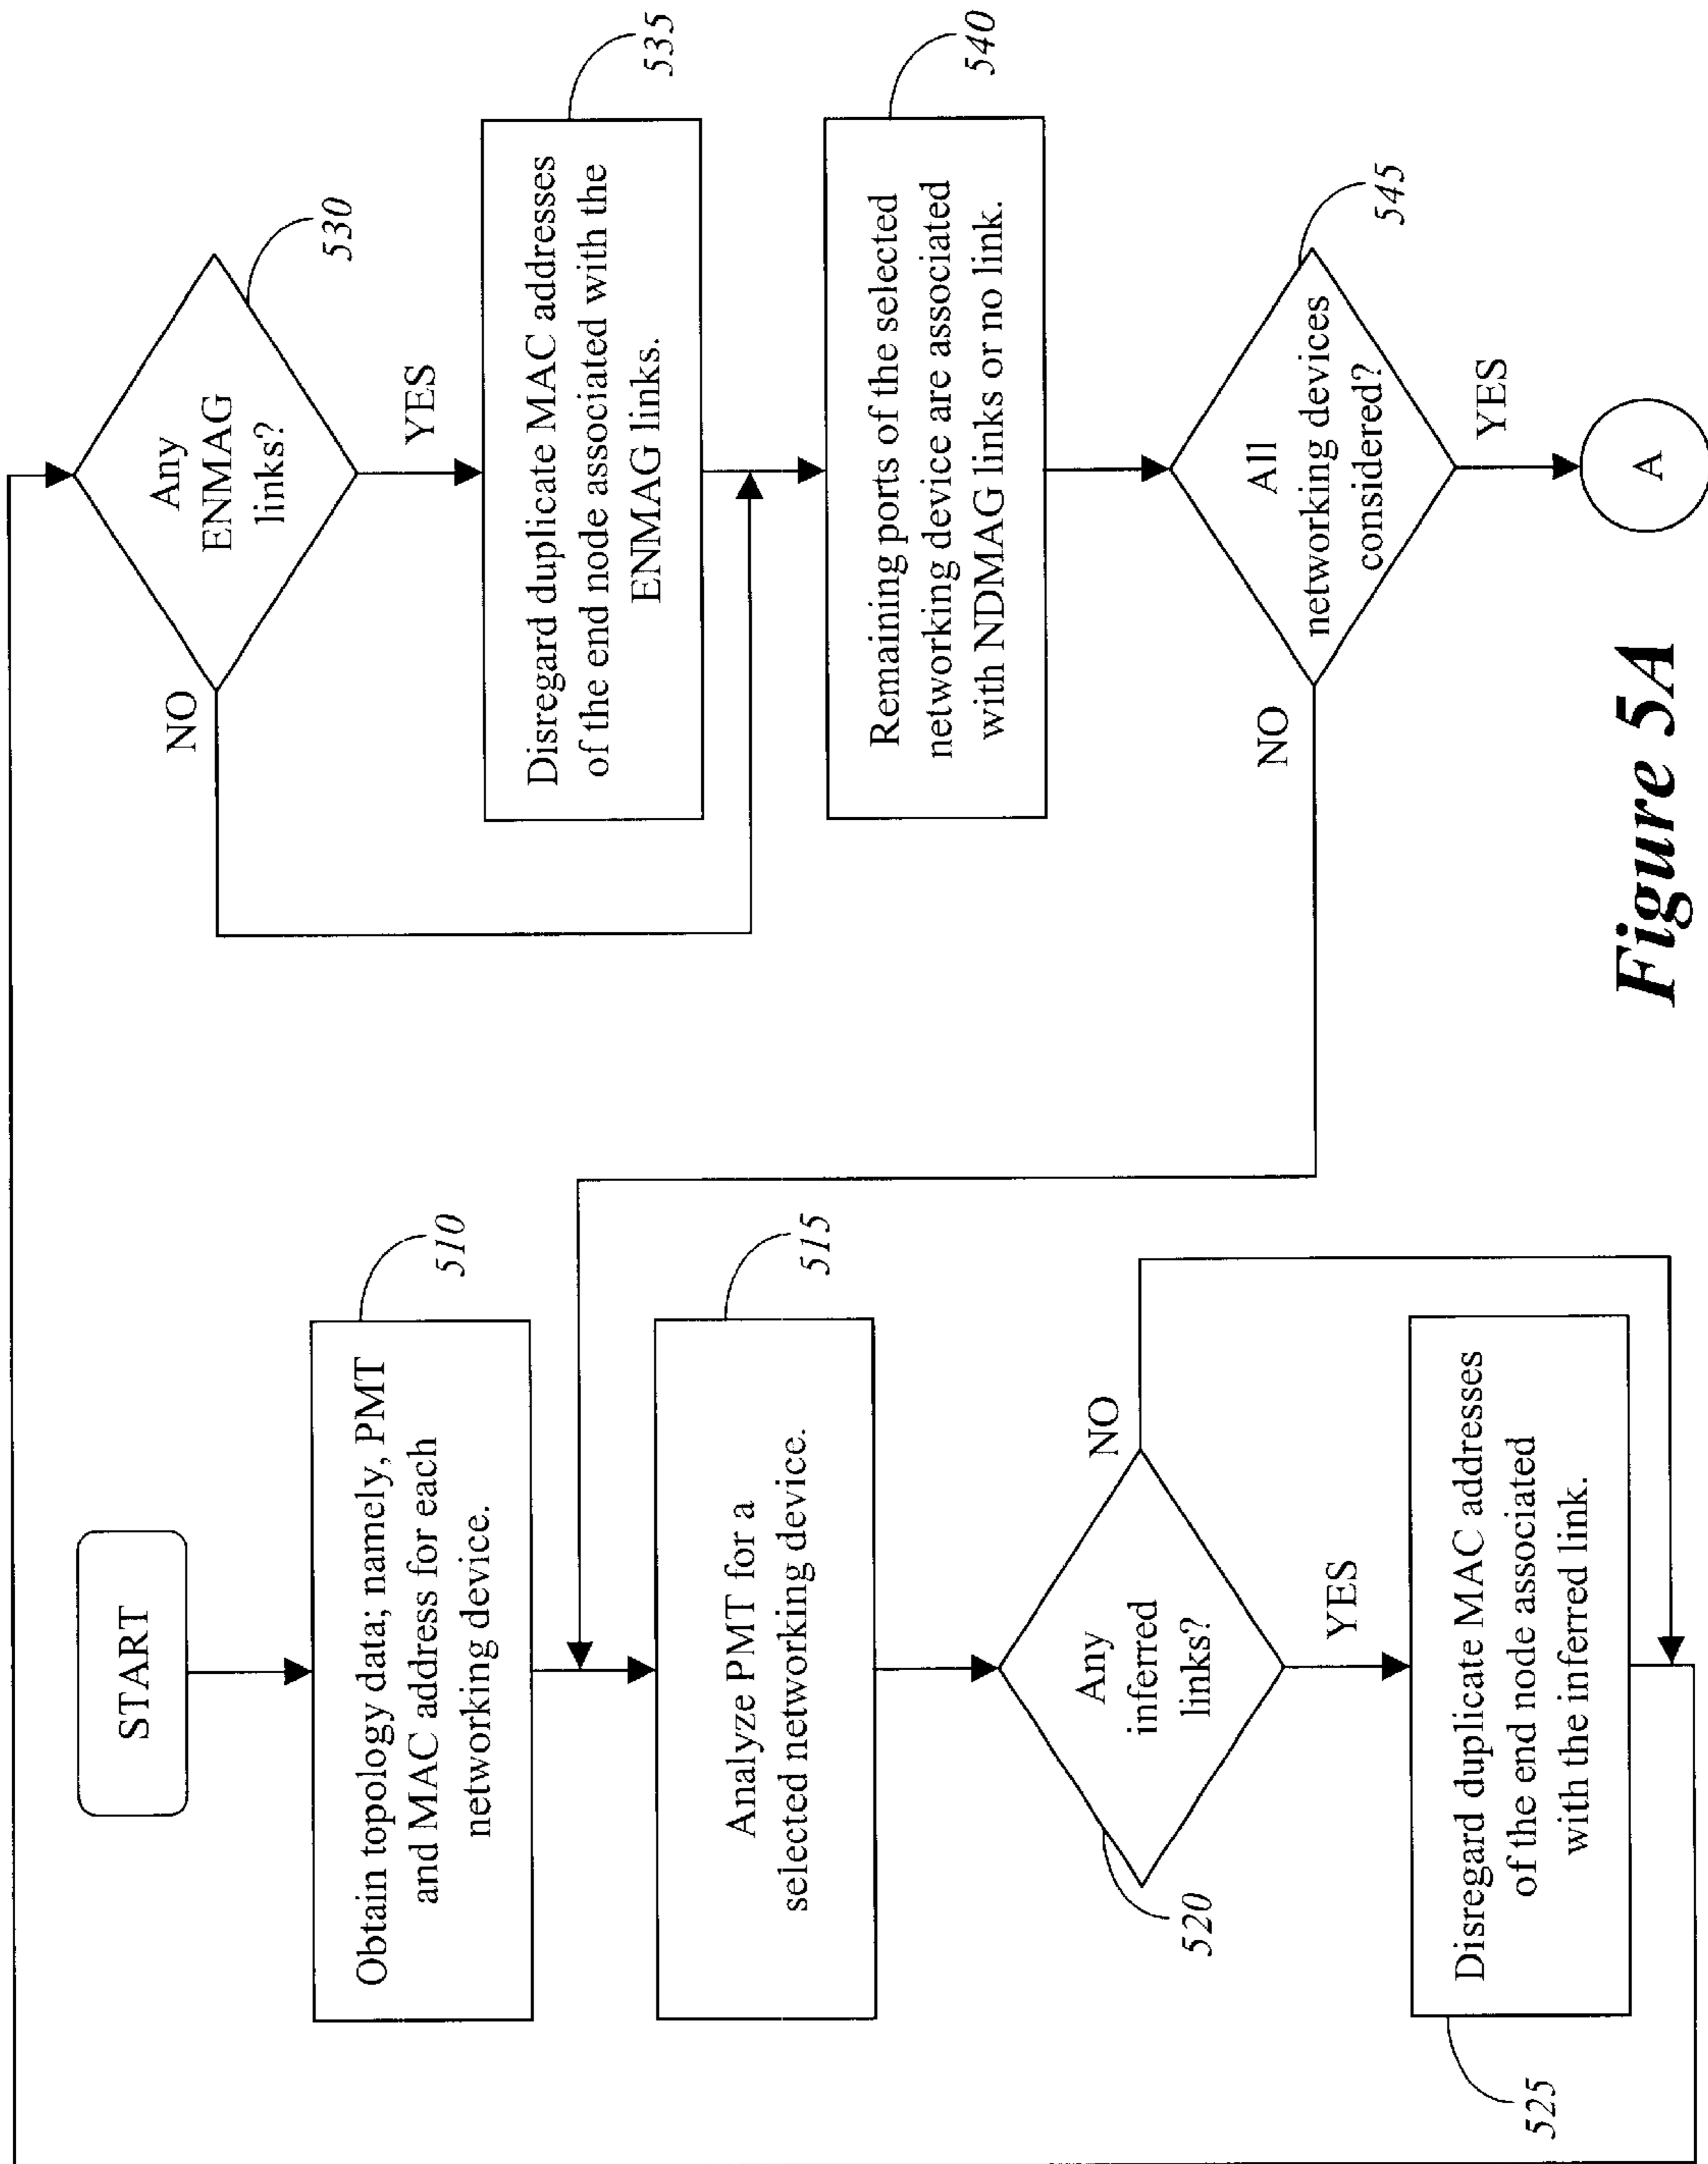 START
Obtain topology data; namely, PMT
and MAC address for each
networking device.
510
Analyze PMT for a
selected networking device.
515
Any
inferred
links?
520
NO
YES
Disregard duplicate MAC addresses
of the end node associated
with the inferred link.
525
Any
ENMAG
links?
530
NO
YES
Disregard duplicate MAC addresses
of the end node associated with the
ENMAG links.
535
Remaining ports of the selected
networking device are associated
with NDMAG links or no link.
540
All
networking devices
considered?
545
NO
YES
A
Figure 5A